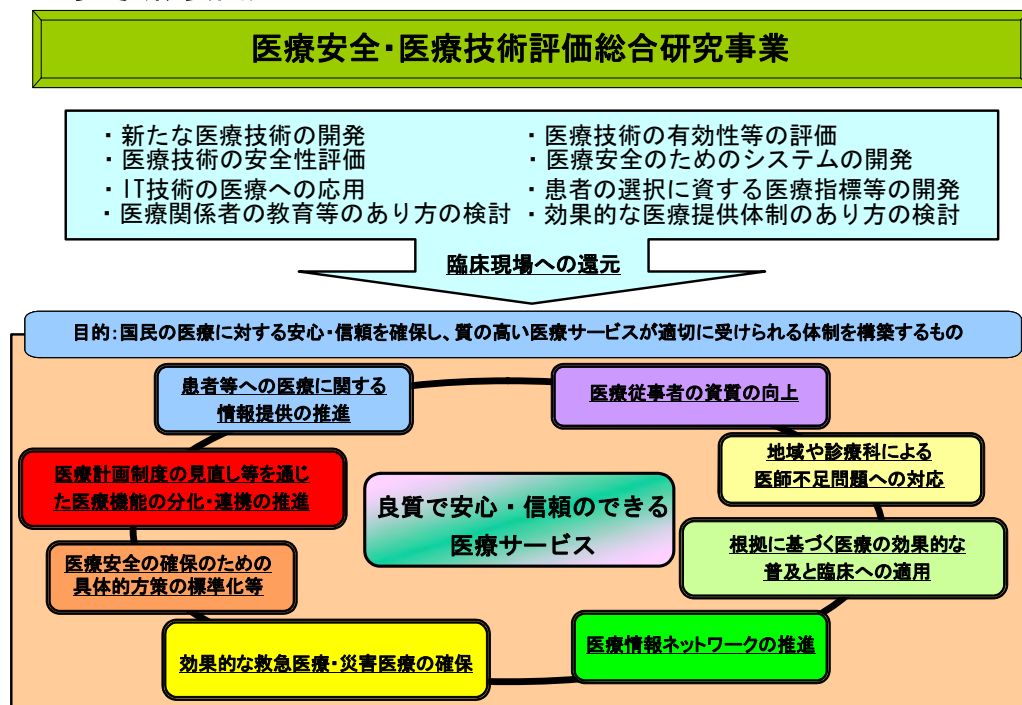 医療安全・医療技術評価総合研究事業
・新たな医療技術の開発
・医療技術の安全性評価
・IT技術の医療への応用
・医療関係者の教育等のあり方の検討
・医療技術の有効性等の評価
・医療安全のためのシステムの開発
・患者の選択に資する医療指標等の開発
・効果的な医療提供体制のあり方の検討
臨床現場への還元
目的：国民の医療に対する安心・信頼を確保し、質の高い医療サービスが適切に受けられる体制を構築するもの
患者等への医療に関する
情報提供の推進
医療従事者の資質の向上
地域や診療科による
医師不足問題への対応
医療計画制度の見直し等を通じ
た医療機能の分化・連携の推進
良質で安心・信頼のできる
医療サービス
根拠に基づく医療の効果的な
普及と臨床への適用
医療安全の確保のための
具体的方策の標準化等
医療情報ネットワークの推進
効果的な救急医療・災害医療の確保